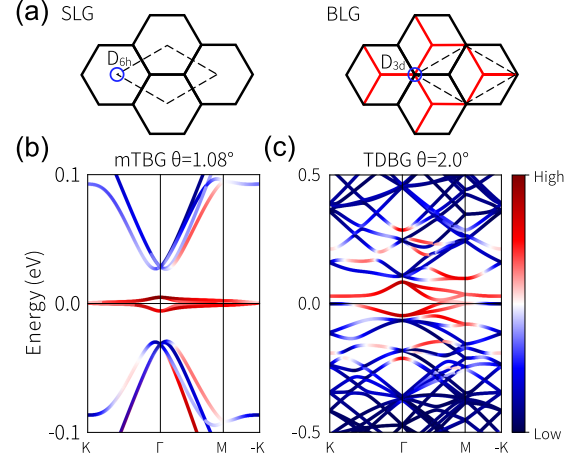 (a) SLG BLG
D6h D3d
(b) mTBG θ=1.08° (c) TDBG θ=2.0°
0.1 0.5 High
Energy (eV)
0.0 0.0
-0.1 -0.5 Low
K Γ M -K K Γ M -K